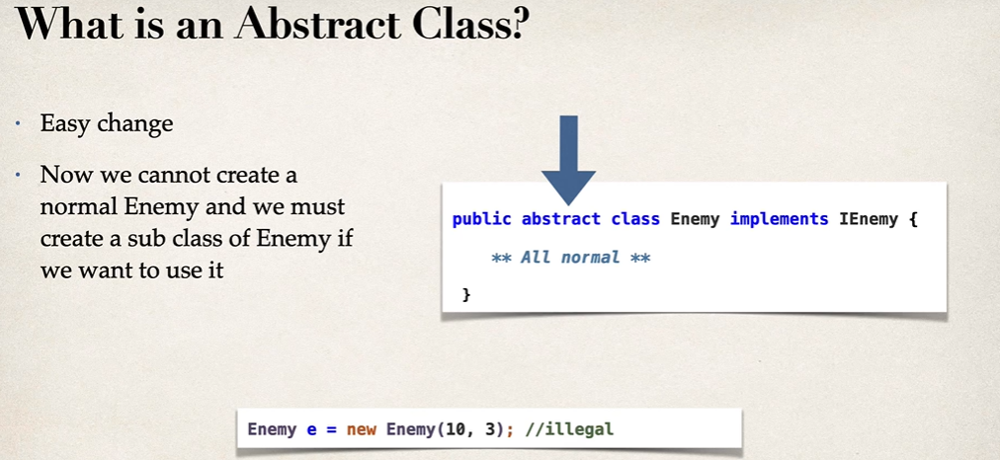 What is an Abstract Class?
· Easy change
· Now we cannot create a
normal Enemy and we must
create a sub class of Enemy if
we want to use it
public abstract class Enemy implements IEnemy {
** All normal **
}
Enemy e = new Enemy(10, 3); //illegal